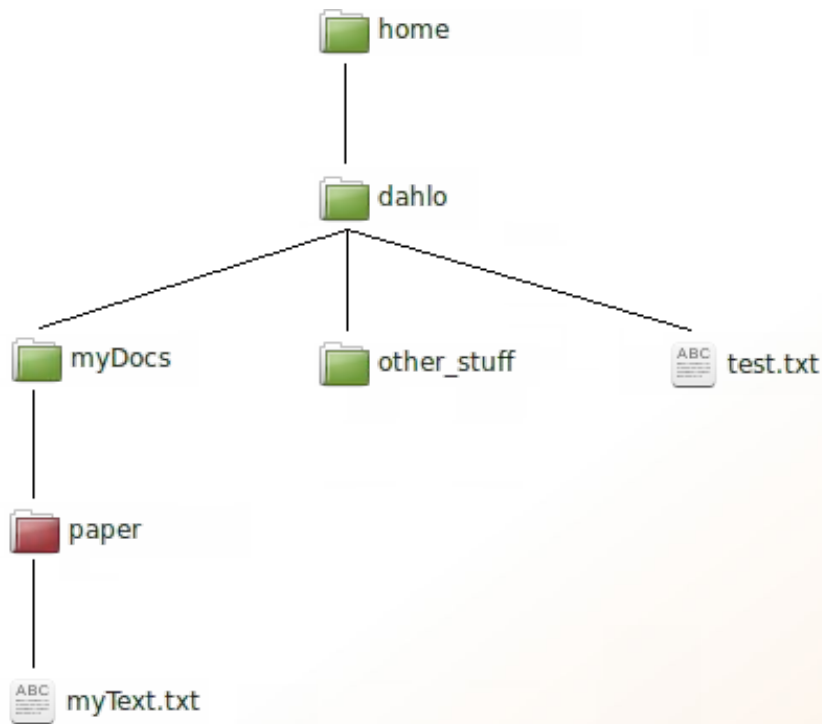 home
dahlo
myDocs
other_stuff
ABC
test.txt
paper
ABC
myText.txt